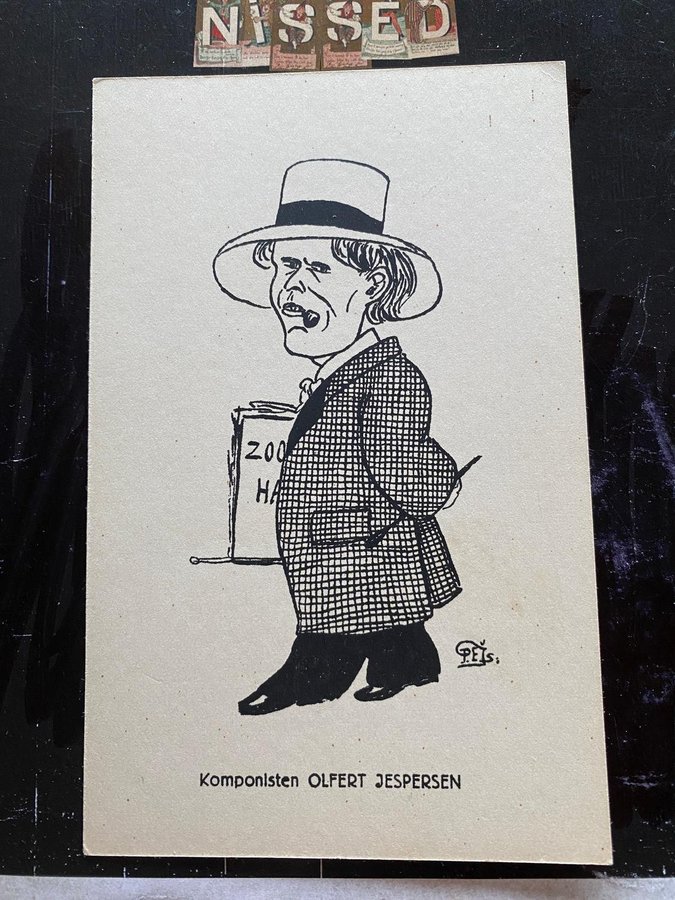 NISSED
ZOO
HA
Komponisten OLFERT JESPERSEN